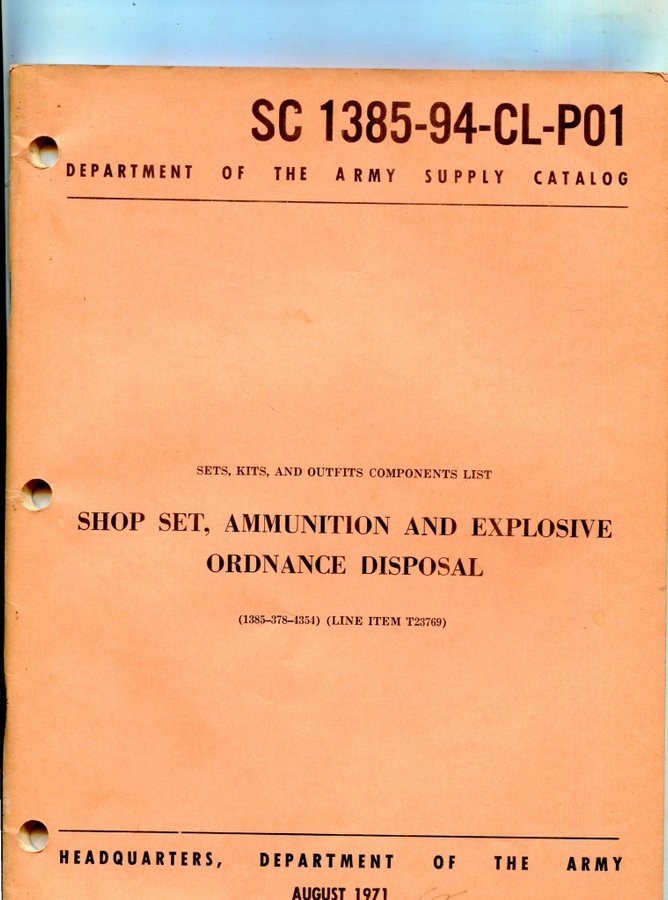 SC 1385-94-CL-P01
DEPARTMENT OF THE ARMY SUPPLY CATALOG
SETS, KITS, AND OUTFITS COMPONENTS LIST
SHOP SET, AMMUNITION AND EXPLOSIVE
ORDNANCE DISPOSAL
(1385–378–4354) (LINE ITEM T23769)
HEADQUARTERS, DEPARTMENT OF THE ARMY
AUGUST 1971